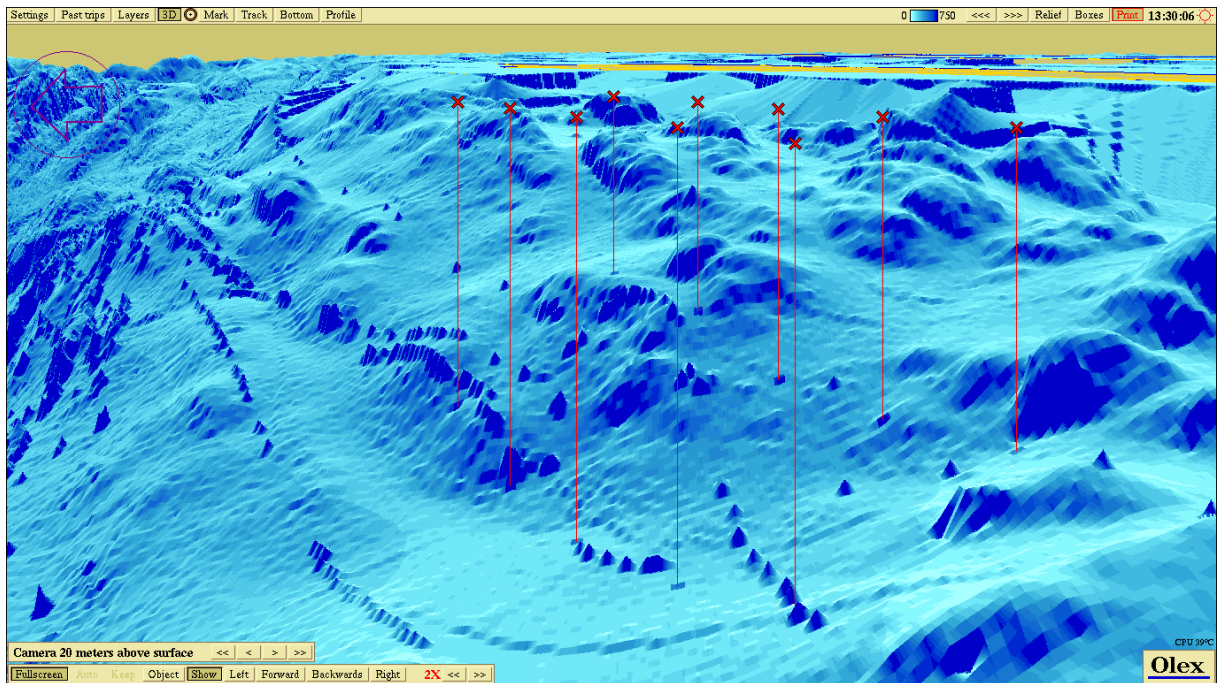 Settings Past trips Layers 3D Mark Track Bottom Profile 0 750 <<< >>> Relief Boxes Print 13:30:06
CPU 39°C
Camera 20 meters above surface << < > >>
Fullscreen Auto Keep Object Show Left Forward Backwards Right 2X << >>
Olex